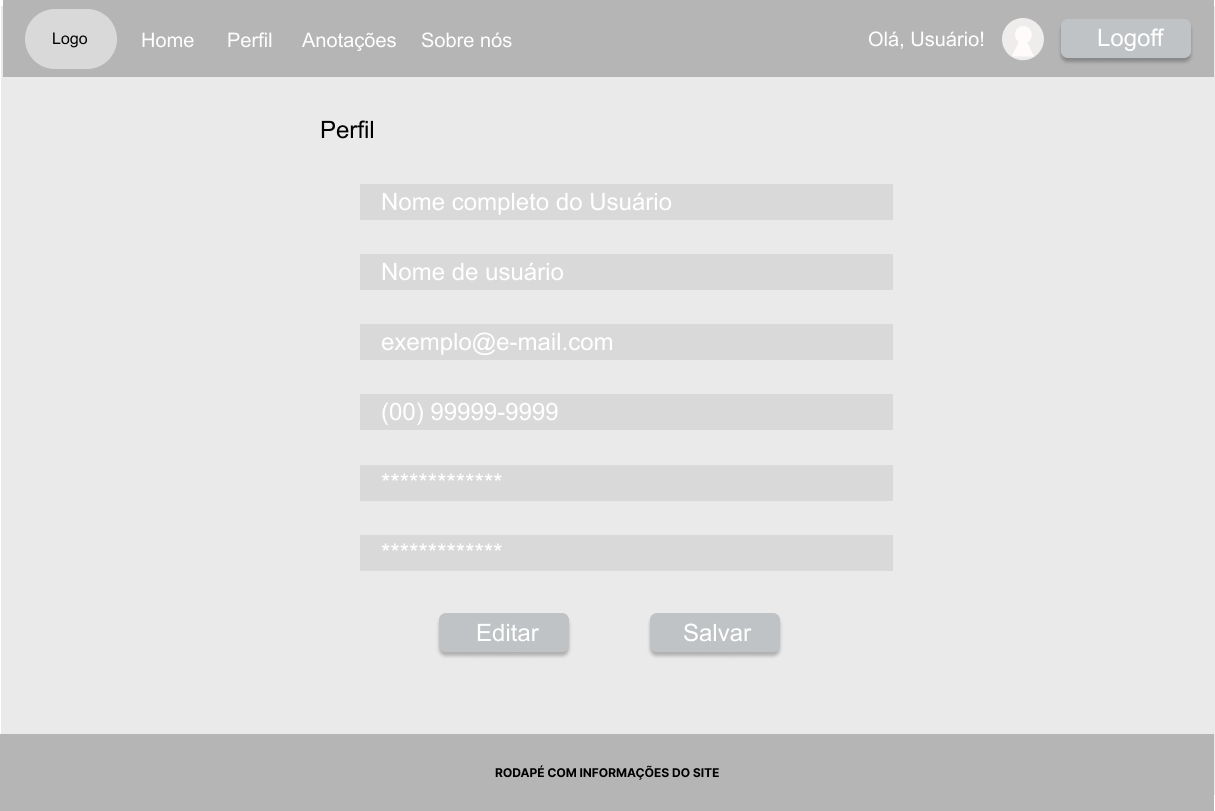 Logo
Home Perfil Anotações Sobre nós Olá, Usuário! Logoff
Perfil
Nome completo do Usuário
Nome de usuário
exemplo@e-mail.com
(00) 99999-9999
*************
*************
Editar Salvar
RODAPÉ COM INFORMAÇÕES DO SITE